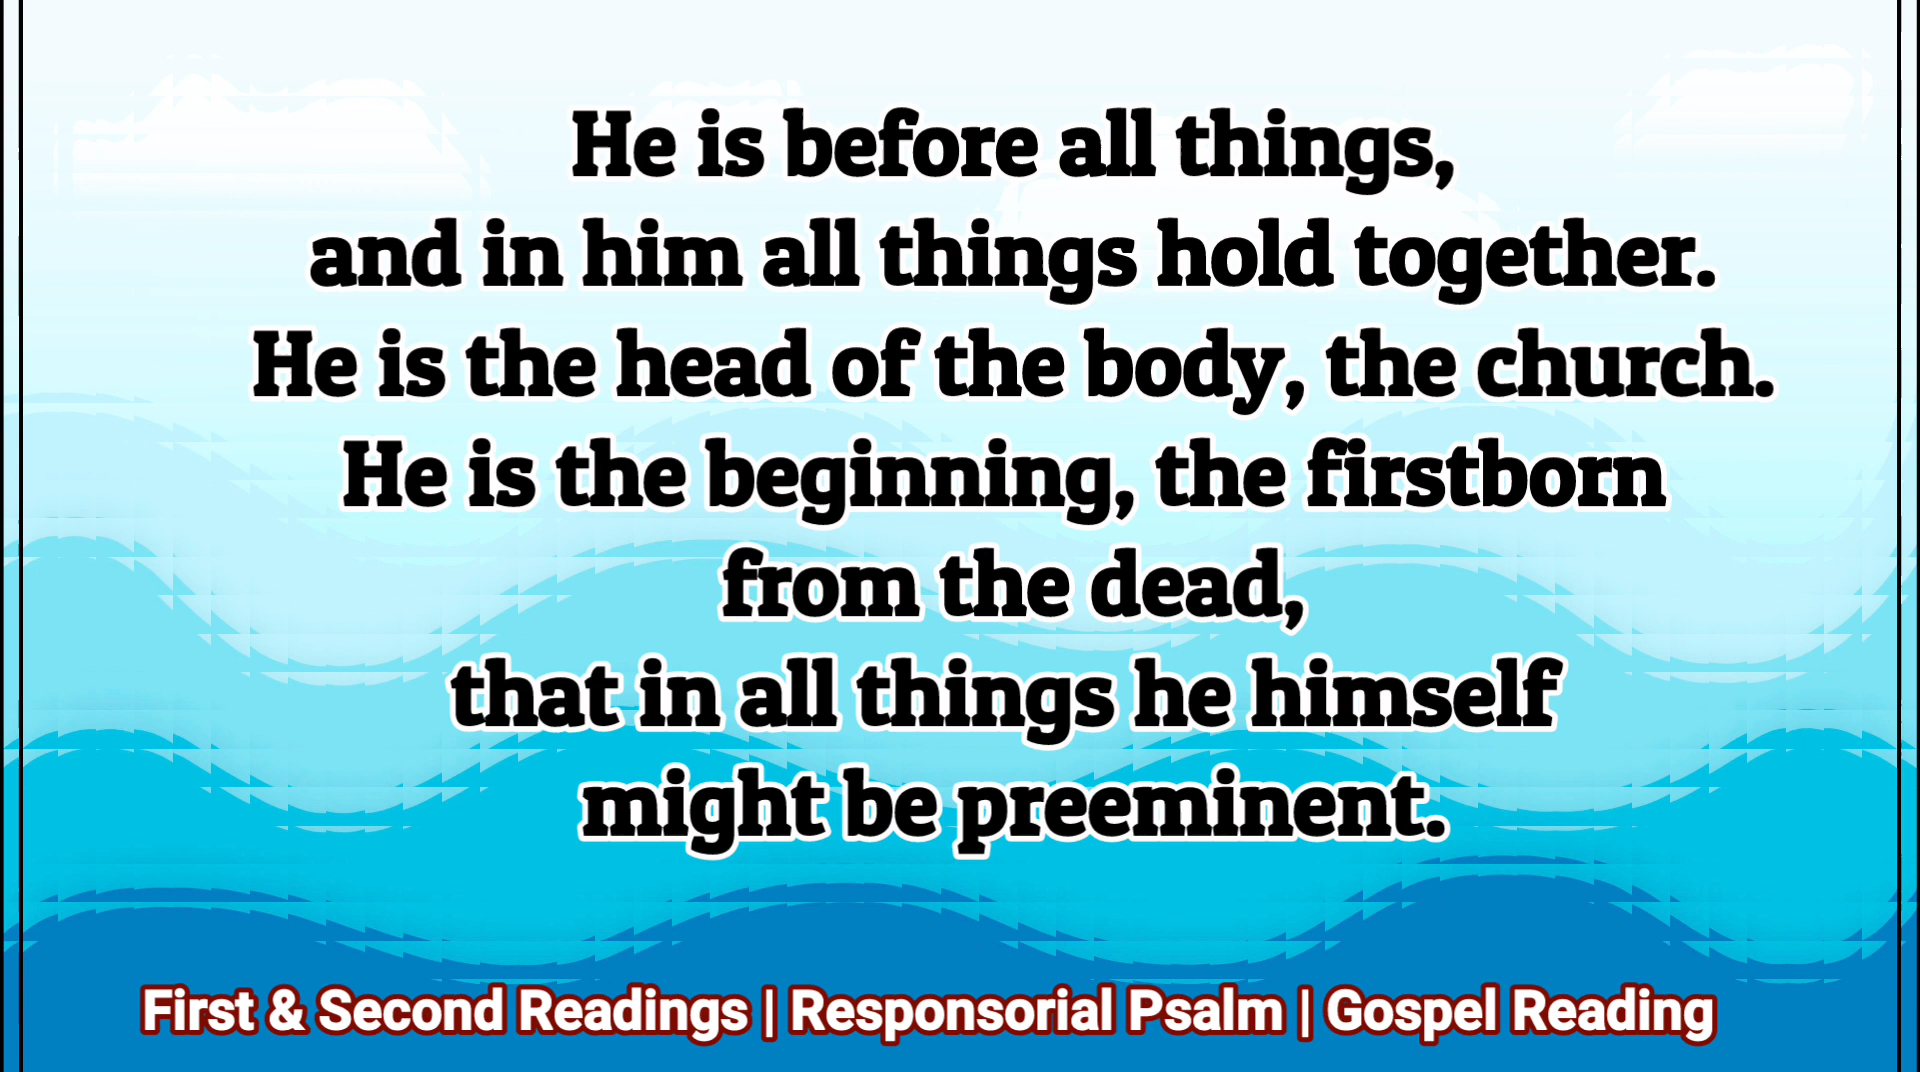 He is before all things,
and in him all things hold together.
He is the head of the body, the church.
He is the beginning, the firstborn
from the dead,
that in all things he himself
might be preeminent.
First & Second Readings | Responsorial Psalm | Gospel Reading